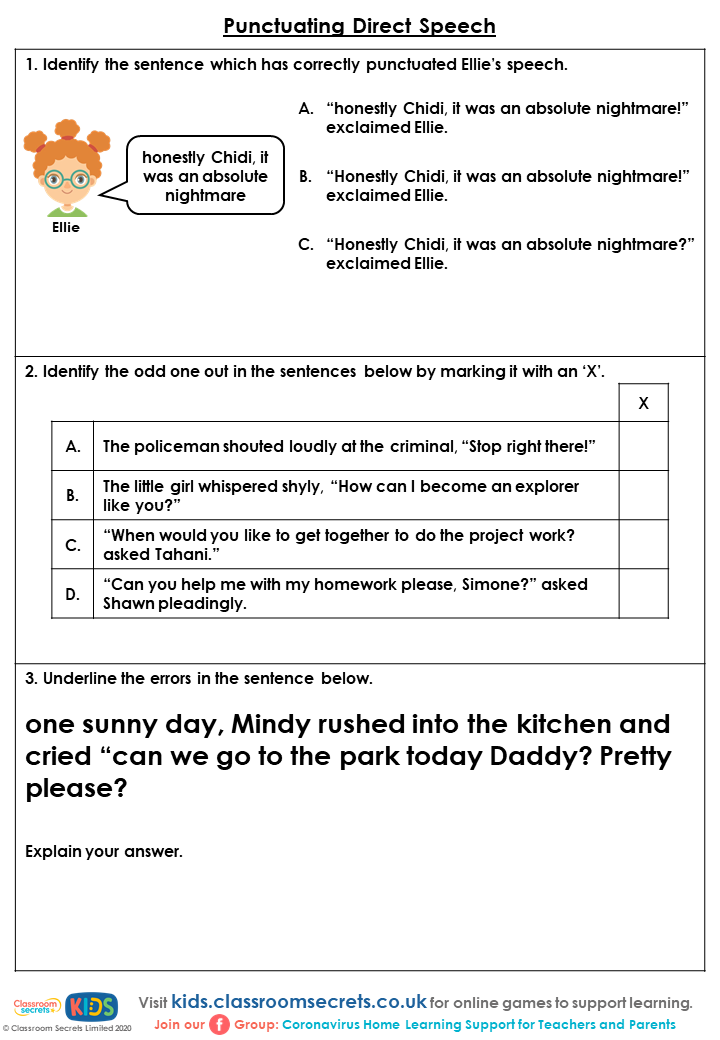 Punctuating Direct Speech
1. Identify the sentence which has correctly punctuated Ellie’s speech.
honestly Chidi, it
was an absolute
nightmare
Ellie
A. “honestly Chidi, it was an absolute nightmare!”
exclaimed Ellie.
B. “Honestly Chidi, it was an absolute nightmare!”
exclaimed Ellie.
C. “Honestly Chidi, it was an absolute nightmare?”
exclaimed Ellie.
2. Identify the odd one out in the sentences below by marking it with an ‘X’.
X
A. The policeman shouted loudly at the criminal, “Stop right there!”
B. The little girl whispered shyly, “How can I become an explorer
like you?”
C. “When would you like to get together to do the project work?
asked Tahani.”
D. “Can you help me with my homework please, Simone?” asked
Shawn pleadingly.
3. Underline the errors in the sentence below.
one sunny day, Mindy rushed into the kitchen and
cried “can we go to the park today Daddy? Pretty
please?
Explain your answer.
Classroom Secrets KIDS
© Classroom Secrets Limited 2020
Visit kids.classroomsecrets.co.uk for online games to support learning.
Join our f Group: Coronavirus Home Learning Support for Teachers and Parents